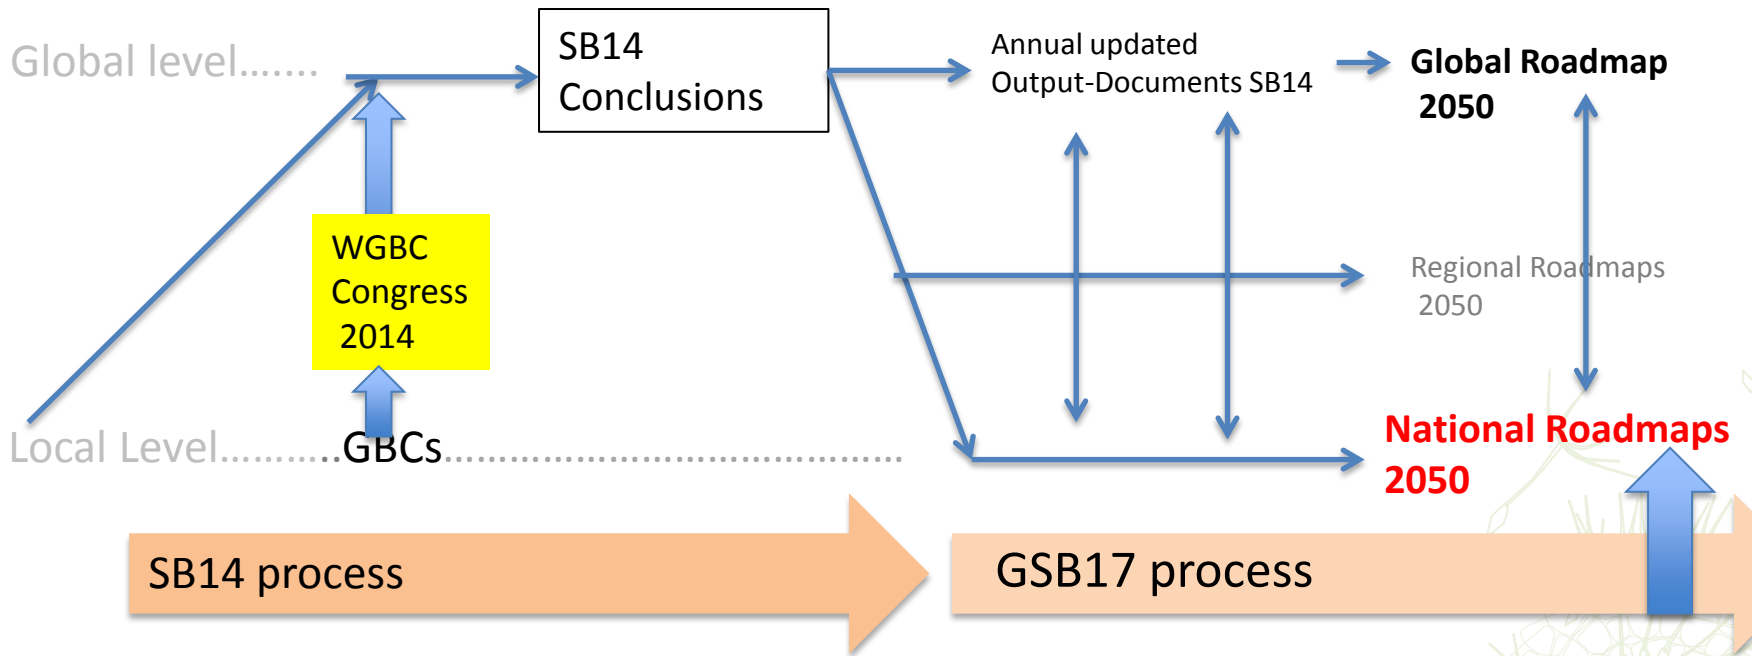 Global level........
SB14
Conclusions
Annual updated
Output-Documents SB14
Global Roadmap
2050
WGBC
Congress
2014
Regional Roadmaps
2050
Local Level...........GBCs..............................................
National Roadmaps
2050
SB14 process
GSB17 process